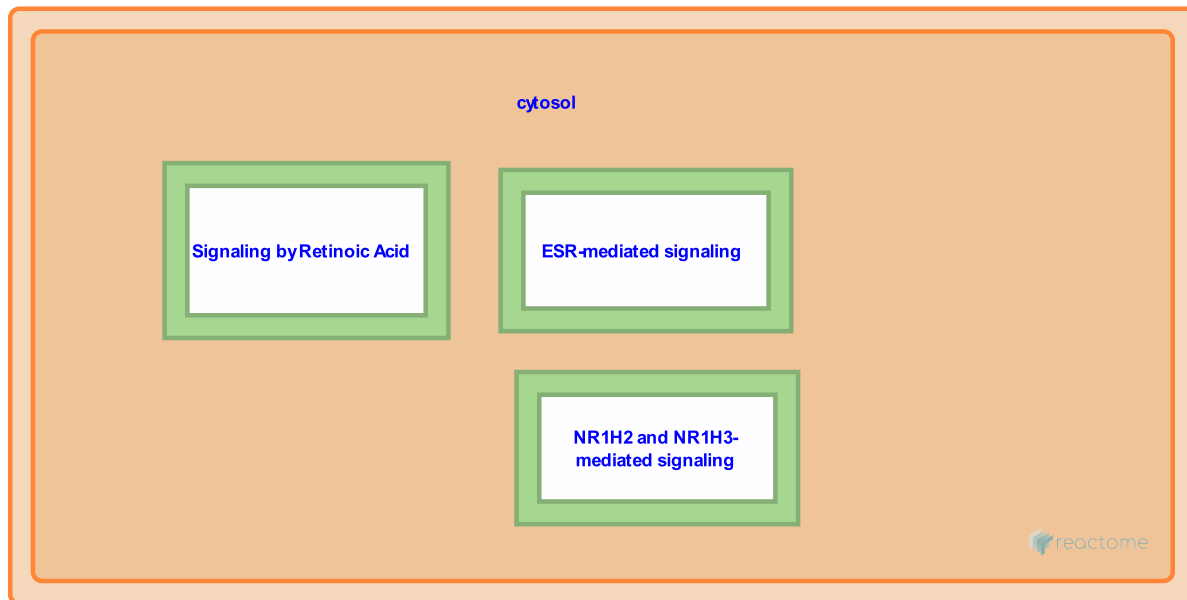 cytosol
Signaling by Retinoic Acid
ESR-mediated signaling
NR1H2 and NR1H3-
mediated signaling
reactome